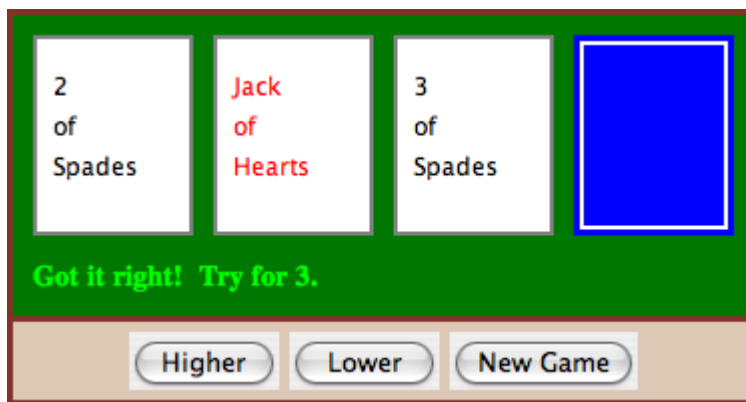 2
of
Spades
Jack
of
Hearts
3
of
Spades
Got it right!  Try for 3.
Higher
Lower
New Game